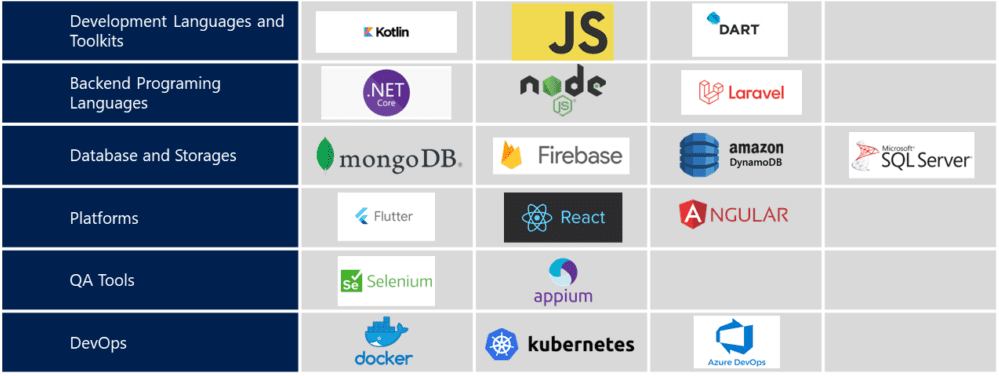 Development Languages and
Toolkits
Kotlin
JS
DART
Backend Programing
Languages
.NET
Core
node
JS
Laravel
Database and Storages
mongoDB®
Firebase
amazon
DynamoDB
Microsoft®
SQL Server®
Platforms
Flutter
React
ANGULAR
QA Tools
Se Selenium
appium
DevOps
docker
kubernetes
Azure DevOps